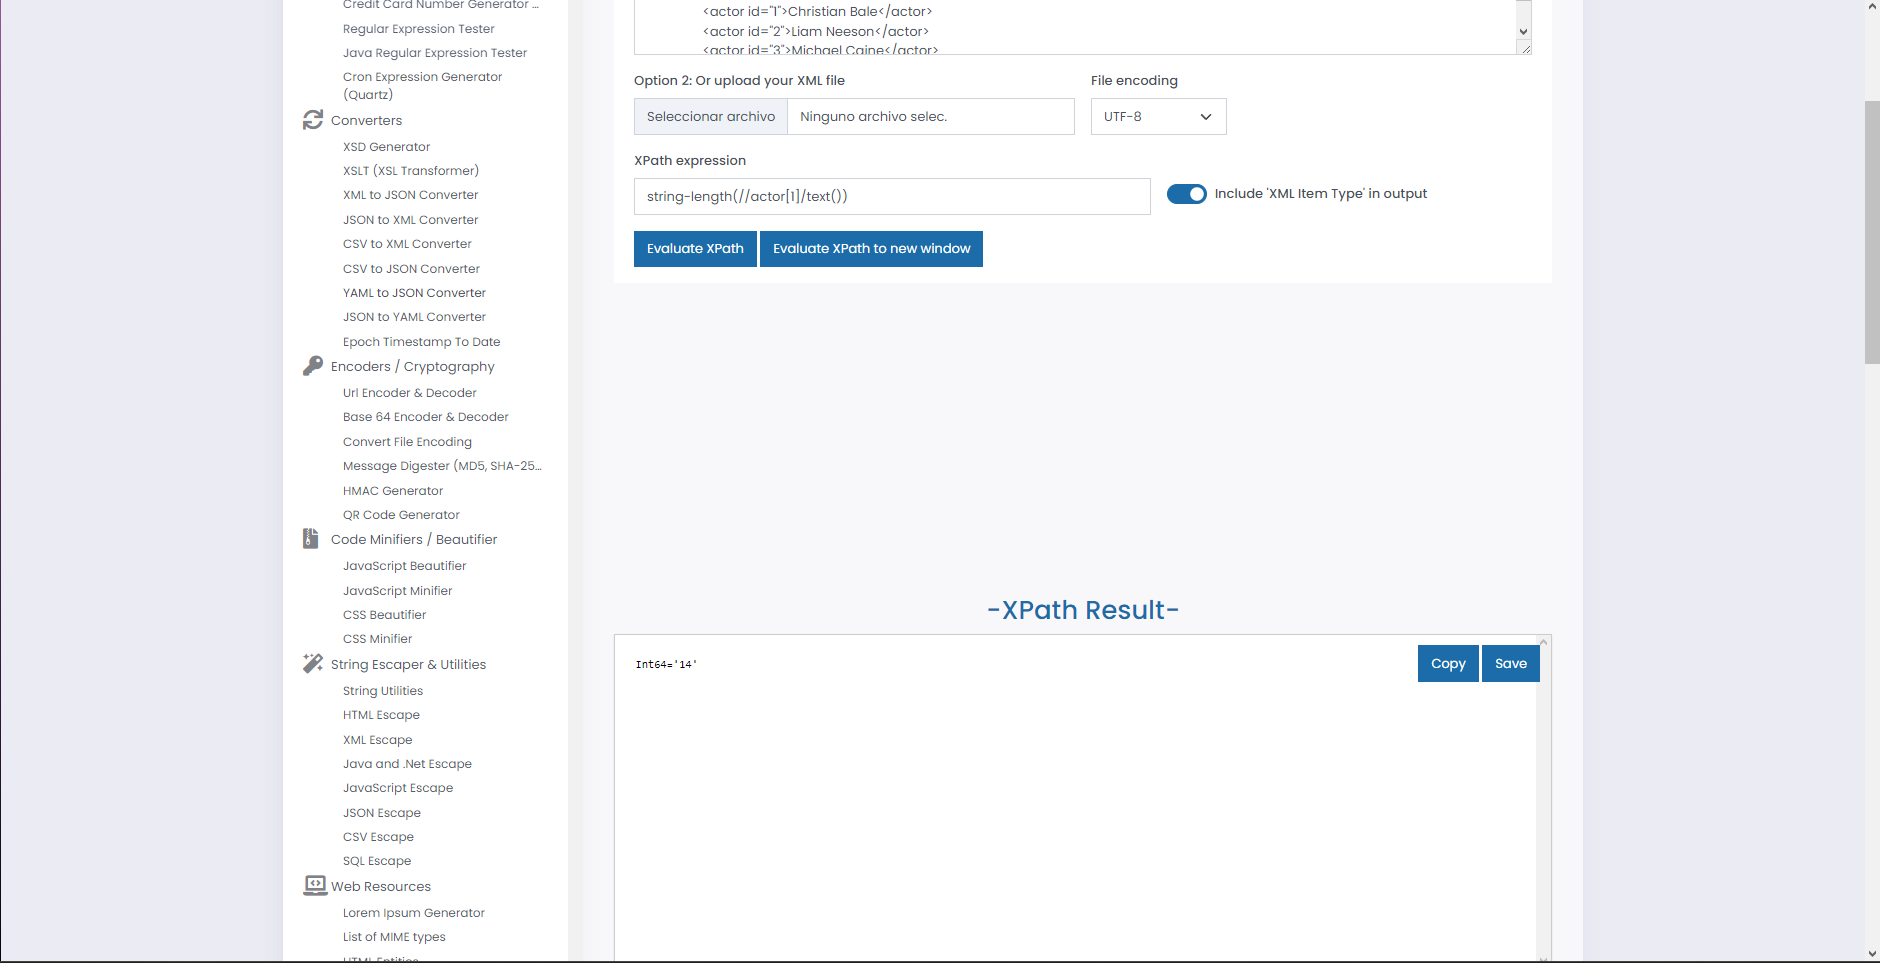 Credit Card Number Generator ...
Regular Expression Tester
Java Regular Expression Tester
Cron Expression Generator
(Quartz)
Converters
XSD Generator
XSLT (XSL Transformer)
XML to JSON Converter
JSON to XML Converter
CSV to XML Converter
CSV to JSON Converter
YAML to JSON Converter
JSON to YAML Converter
Epoch Timestamp To Date
Encoders / Cryptography
Url Encoder & Decoder
Base 64 Encoder & Decoder
Convert File Encoding
Message Digester (MD5, SHA-25...
HMAC Generator
QR Code Generator
Code Minifiers / Beautifier
JavaScript Beautifier
JavaScript Minifier
CSS Beautifier
CSS Minifier
String Escaper & Utilities
String Utilities
HTML Escape
XML Escape
Java and .Net Escape
JavaScript Escape
JSON Escape
CSV Escape
SQL Escape
Web Resources
Lorem Ipsum Generator
List of MIME types
HTML Entities
<actor id="1">Christian Bale</actor>
<actor id="2">Liam Neeson</actor>
<actor id="3">Michael Caine</actor>
Option 2: Or upload your XML file
File encoding
Seleccionar archivo
Ninguno archivo selec.
UTF-8
XPath expression
string-length(//actor[1]/text())
Include 'XML Item Type' in output
Evaluate XPath
Evaluate XPath to new window
-XPath Result-
Int64='14'
Copy
Save